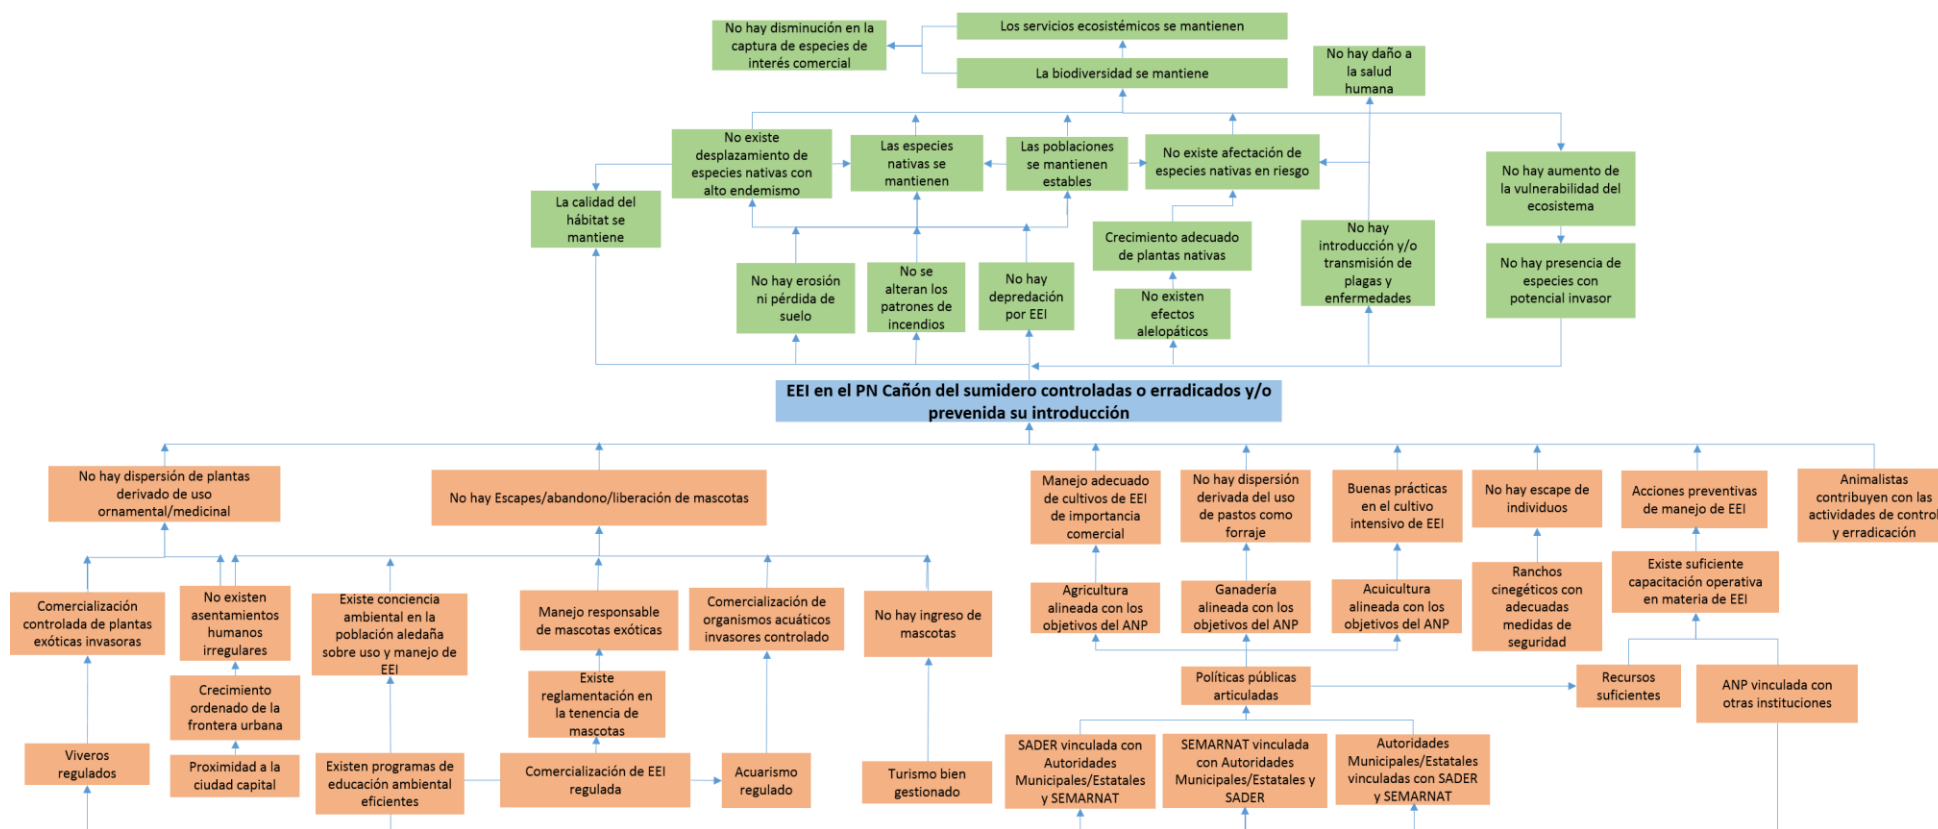 No hay disminución en la
captura de especies de
interés comercial
Los servicios ecosistémicos se mantienen
La biodiversidad se mantiene
No hay daño a
la salud
humana
No existe
desplazamiento de
especies nativas con
alto endemismo
Las especies
nativas se
mantienen
Las poblaciones
se mantienen
estables
No existe afectación de
especies nativas en riesgo
No hay aumento de
la vulnerabilidad del
ecosistema
La calidad del
hábitat se
mantiene
No hay erosión
ni pérdida de
suelo
No se
alteran los
patrones de
incendios
No hay
depredación
por EEI
Crecimiento adecuado
de plantas nativas
No existen
efectos
alelopáticos
No hay
introducción y/o
transmisión de
plagas y
enfermedades
No hay presencia de
especies con
potencial invasor
EEI en el PN Cañón del sumidero controladas o erradicados y/o
prevenida su introducción
No hay dispersión de plantas
derivado de uso
ornamental/medicinal
No hay Escapes/abandono/liberación de mascotas
Manejo adecuado
de cultivos de EEI
de importancia
comercial
No hay dispersión
derivada del uso
de pastos como
forraje
Buenas prácticas
en el cultivo
intensivo de EEI
No hay escape de
individuos
Acciones preventivas
de manejo de EEI
Animalistas
contribuyen con las
actividades de control
y erradicación
Comercialización
controlada de plantas
exóticas invasoras
No existen
asentamientos
humanos
irregulares
Existe conciencia
ambiental en la
población aledaña
sobre uso y manejo de
EEI
Manejo responsable
de mascotas exóticas
Comercialización de
organismos acuáticos
invasores controlado
No hay ingreso de
mascotas
Agricultura
alineada con los
objetivos del ANP
Ganadería
alineada con los
objetivos del ANP
Acuicultura
alineada con los
objetivos del ANP
Ranchos
cinegéticos con
adecuadas
medidas de
seguridad
Existe suficiente
capacitación operativa
en materia de EEI
Crecimiento
ordenado de la
frontera urbana
Existe
reglamentación en
la tenencia de
mascotas
Políticas públicas
articuladas
Recursos
suficientes
ANP vinculada con
otras instituciones
Viveros
regulados
Proximidad a la
ciudad capital
Existen programas de
educación ambiental
eficientes
Comercialización de EEI
regulada
Acuarismo
regulado
Turismo bien
gestionado
SADER vinculada con
Autoridades
Municipales/Estatales
y SEMARNAT
SEMARNAT vinculada
con Autoridades
Municipales/Estatales y
SADER
Autoridades
Municipales/Estatales
vinculadas con SADER
y SEMARNAT